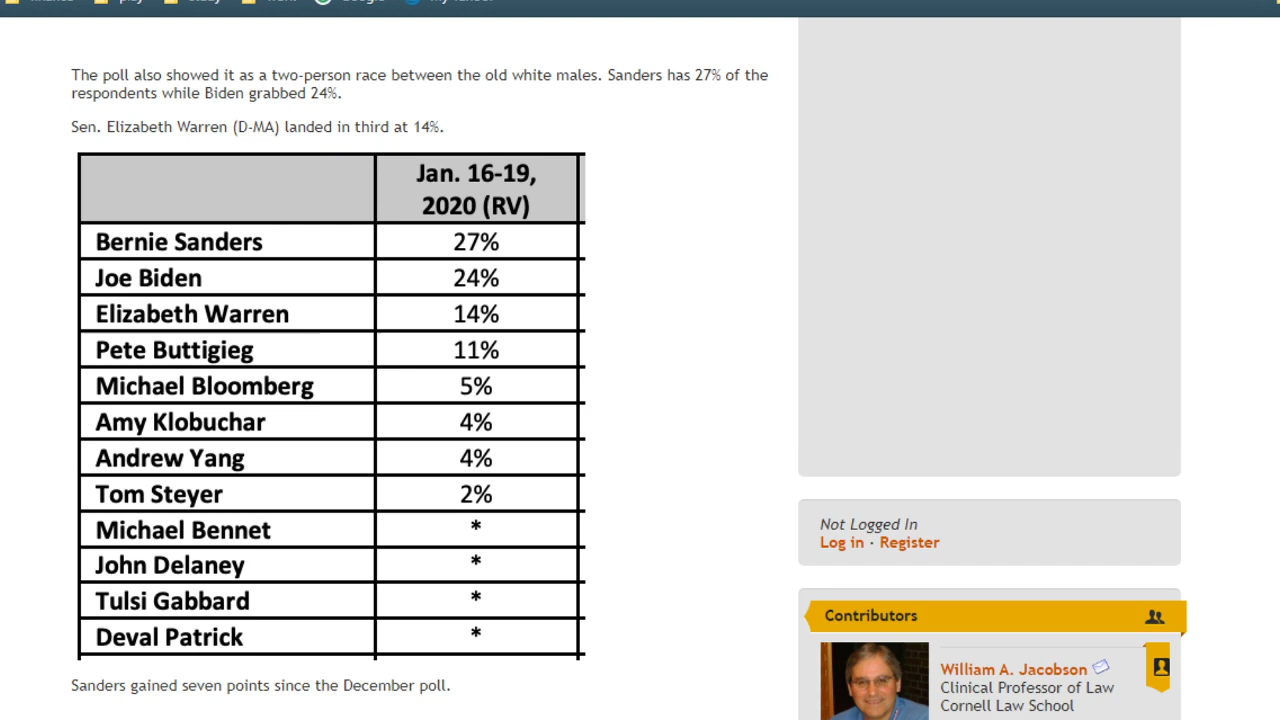 The poll also showed it as a two-person race between the old white males. Sanders has 27% of the
respondents while Biden grabbed 24%.
Sen. Elizabeth Warren (D-MA) landed in third at 14%.
Jan. 16-19,
2020 (RV)
Bernie Sanders 27%
Joe Biden 24%
Elizabeth Warren 14%
Pete Buttigieg 11%
Michael Bloomberg 5%
Amy Klobuchar 4%
Andrew Yang 4%
Tom Steyer 2%
Michael Bennet *
John Delaney *
Tulsi Gabbard *
Deval Patrick *
Sanders gained seven points since the December poll.
Not Logged In
Log in · Register
Contributors
William A. Jacobson
Clinical Professor of Law
Cornell Law School